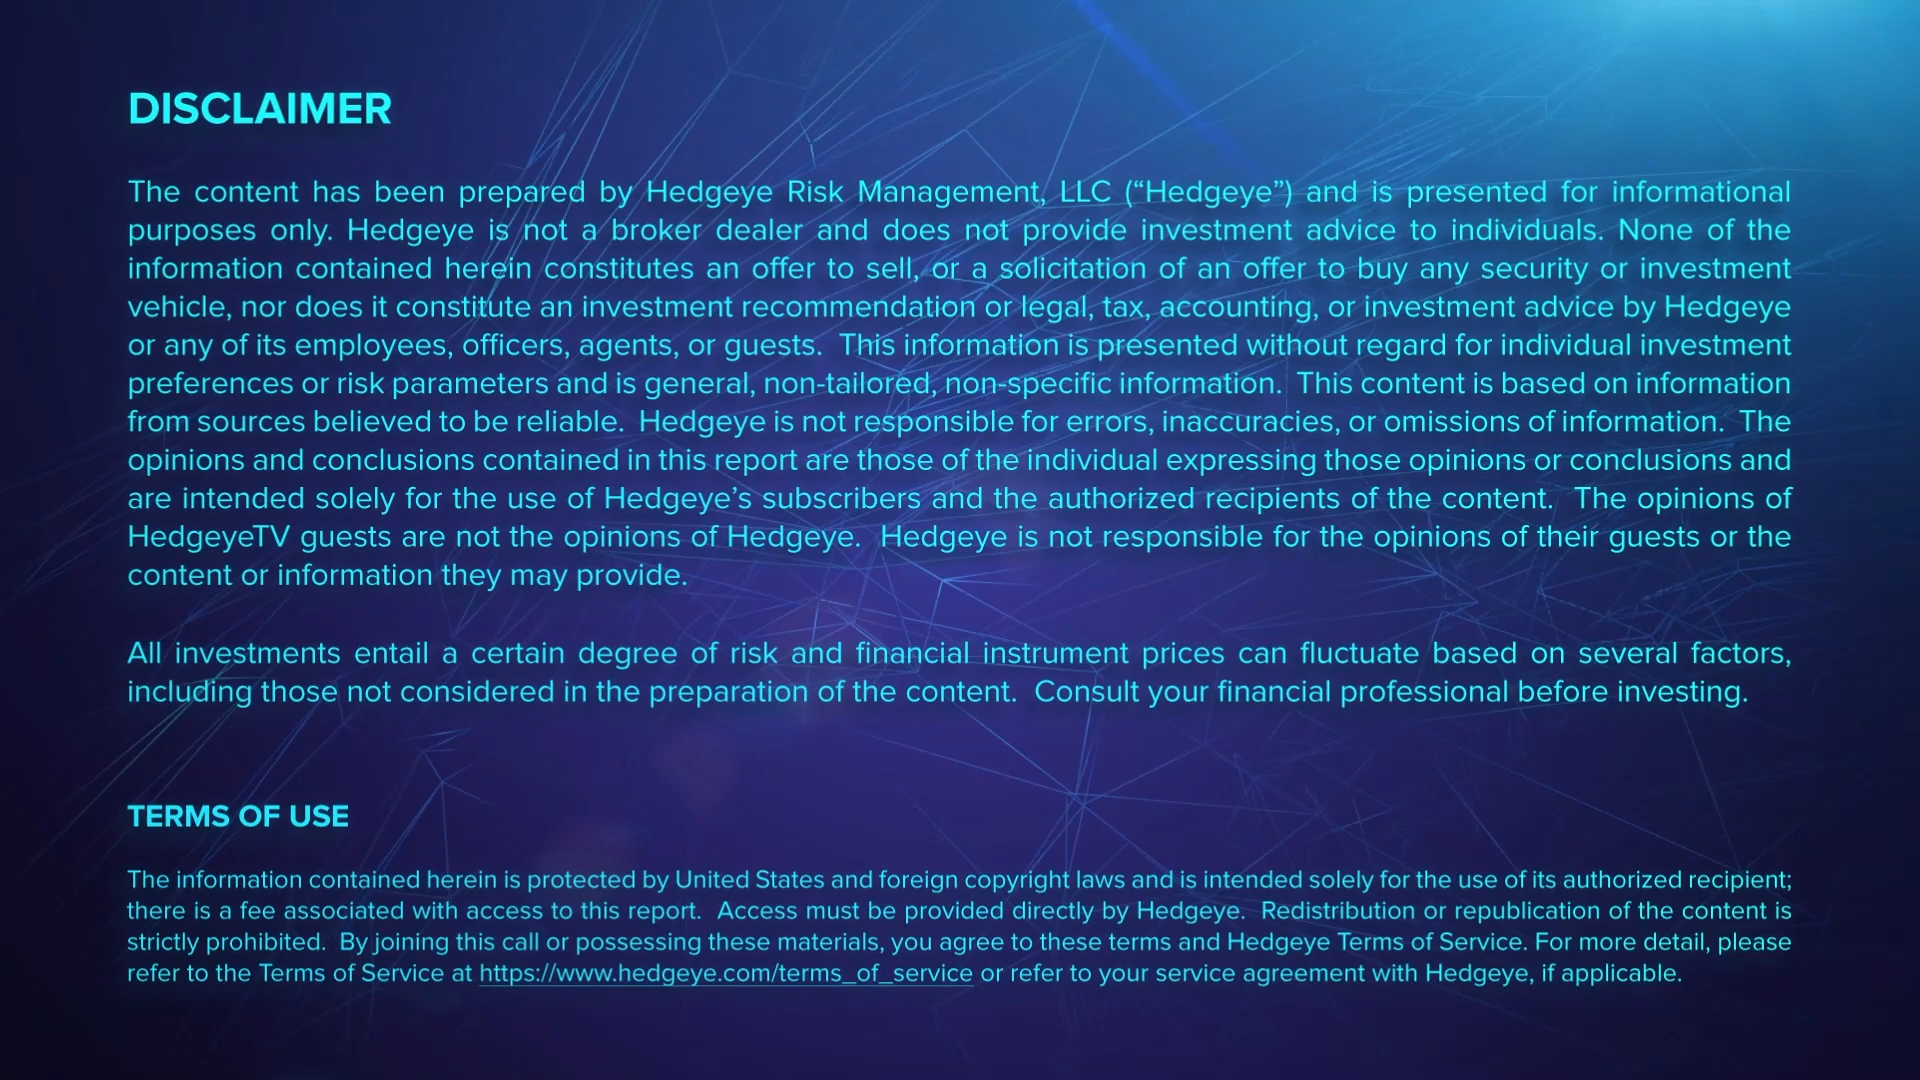 DISCLAIMER
The content has been prepared by Hedgeye Risk Management, LLC (“Hedgeye”) and is presented for informational
purposes only. Hedgeye is not a broker dealer and does not provide investment advice to individuals. None of the
information contained herein constitutes an offer to sell, or a solicitation of an offer to buy any security or investment
vehicle, nor does it constitute an investment recommendation or legal, tax, accounting, or investment advice by Hedgeye
or any of its employees, officers, agents, or guests.  This information is presented without regard for individual investment
preferences or risk parameters and is general, non-tailored, non-specific information.  This content is based on information
from sources believed to be reliable.  Hedgeye is not responsible for errors, inaccuracies, or omissions of information.  The
opinions and conclusions contained in this report are those of the individual expressing those opinions or conclusions and
are intended solely for the use of Hedgeye’s subscribers and the authorized recipients of the content.  The opinions of
HedgeyeTV guests are not the opinions of Hedgeye.  Hedgeye is not responsible for the opinions of their guests or the
content or information they may provide.
All investments entail a certain degree of risk and financial instrument prices can fluctuate based on several factors,
including those not considered in the preparation of the content.  Consult your financial professional before investing.
TERMS OF USE
The information contained herein is protected by United States and foreign copyright laws and is intended solely for the use of its authorized recipient;
there is a fee associated with access to this report.  Access must be provided directly by Hedgeye.  Redistribution or republication of the content is
strictly prohibited.  By joining this call or possessing these materials, you agree to these terms and Hedgeye Terms of Service. For more detail, please
refer to the Terms of Service at https://www.hedgeye.com/terms_of_service or refer to your service agreement with Hedgeye, if applicable.